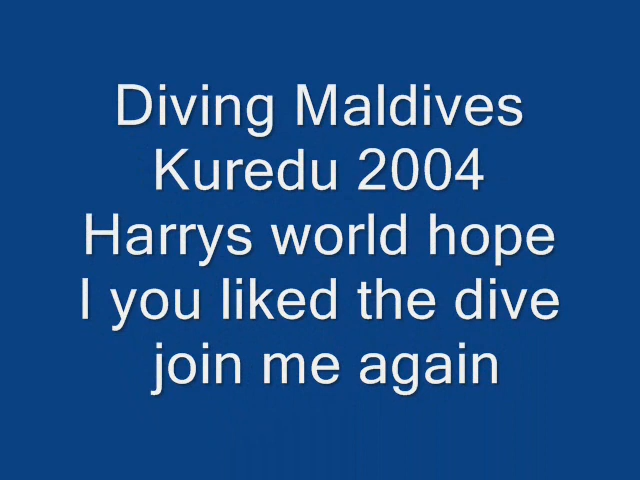 Diving Maldives
Kuredu 2004
Harrys world hope
I you liked the dive
join me again